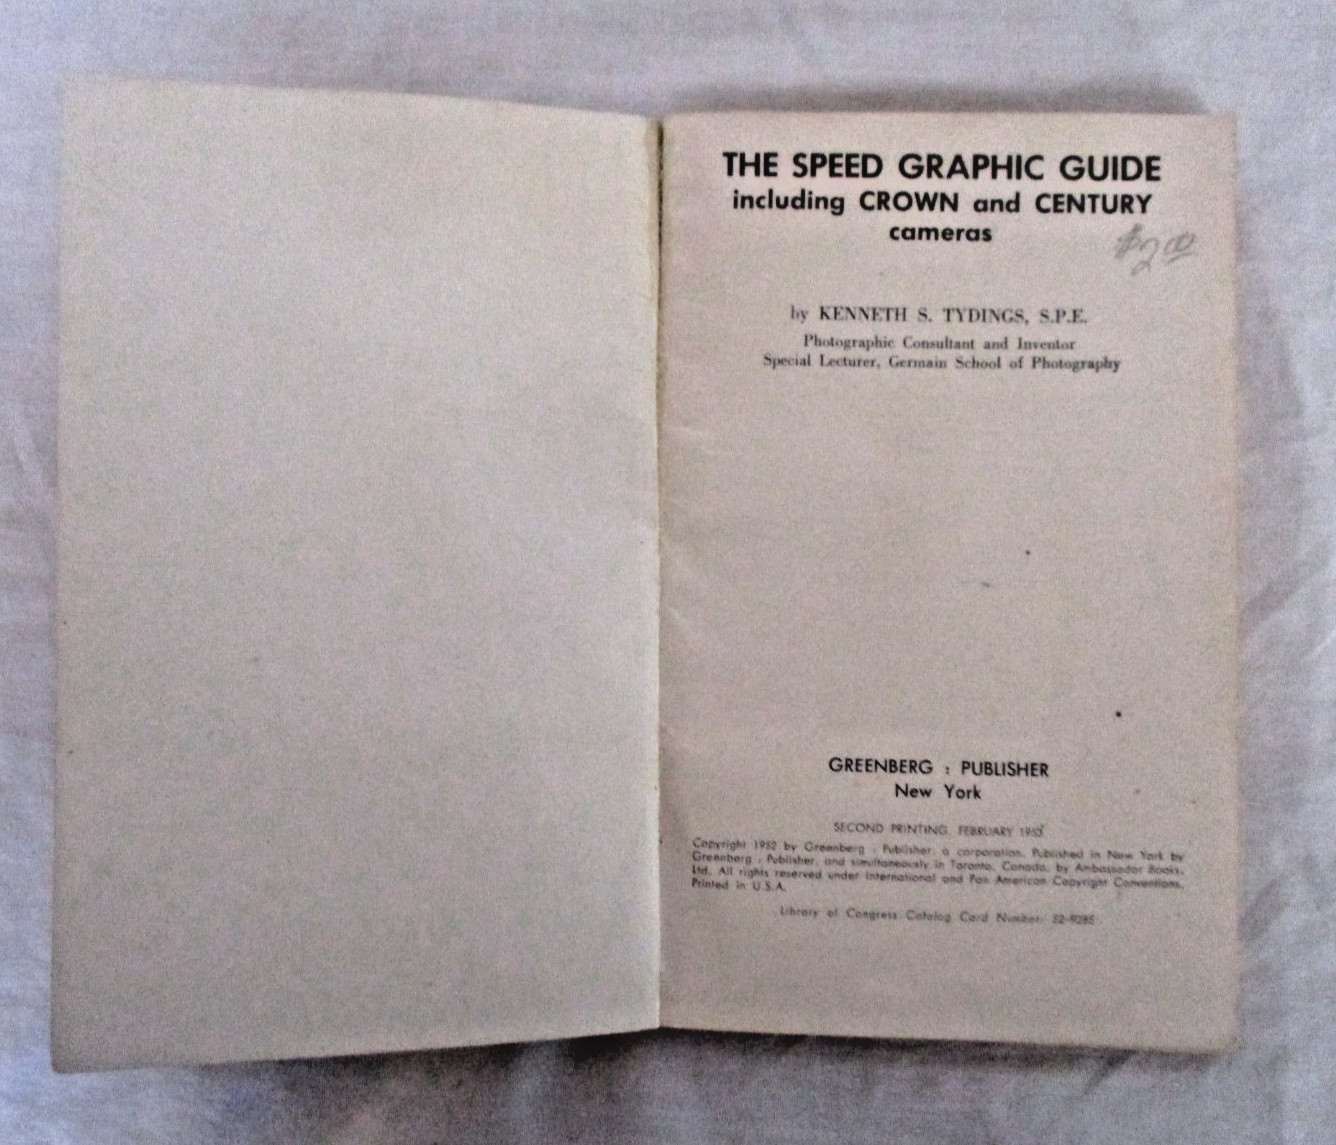 THE SPEED GRAPHIC GUIDE
including CROWN and CENTURY
cameras
$2.00
by KENNETH S. TYDINGS, S.P.E.
Photographic Consultant and Inventor
Special Lecturer, Germain School of Photography
GREENBERG : PUBLISHER
New York
SECOND PRINTING, FEBRUARY 1953
Copyright 1952 by Greenberg : Publisher, a corporation. Published in New York by
Greenberg : Publisher, and simultaneously in Toronto, Canada, by Ambassador Books,
Ltd. All rights reserved under International and Pan American Copyright Conventions.
Printed in U.S.A.
Library of Congress Catalog Card Number: 52-9285